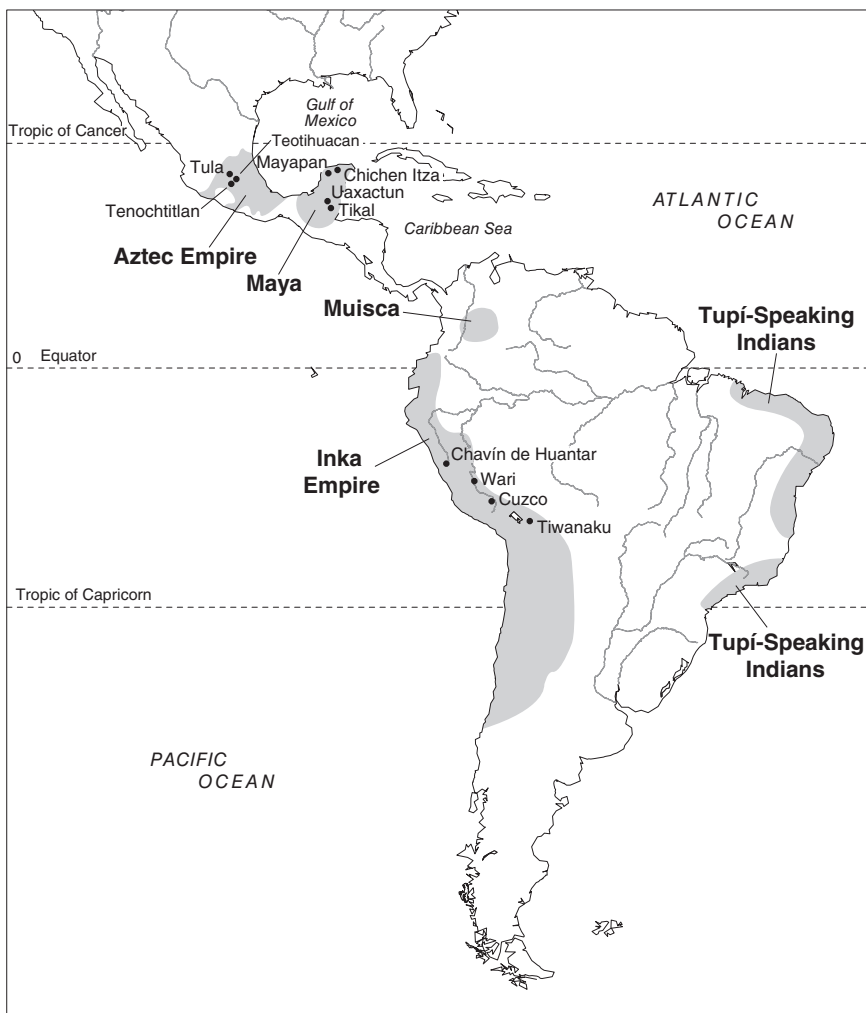 Gulf of
Mexico
Tropic of Cancer
Teotihuacan
Tula
Mayapan
Chichen Itza
Uaxactun
Tenochtitlan
Tikal
ATLANTIC
OCEAN
Caribbean Sea
Aztec Empire
Maya
Muisca
Tupí-Speaking
Indians
0 Equator
Chavín de Huantar
Inka
Empire
Wari
Cuzco
Tiwanaku
Tropic of Capricorn
Tupí-Speaking
Indians
PACIFIC
OCEAN